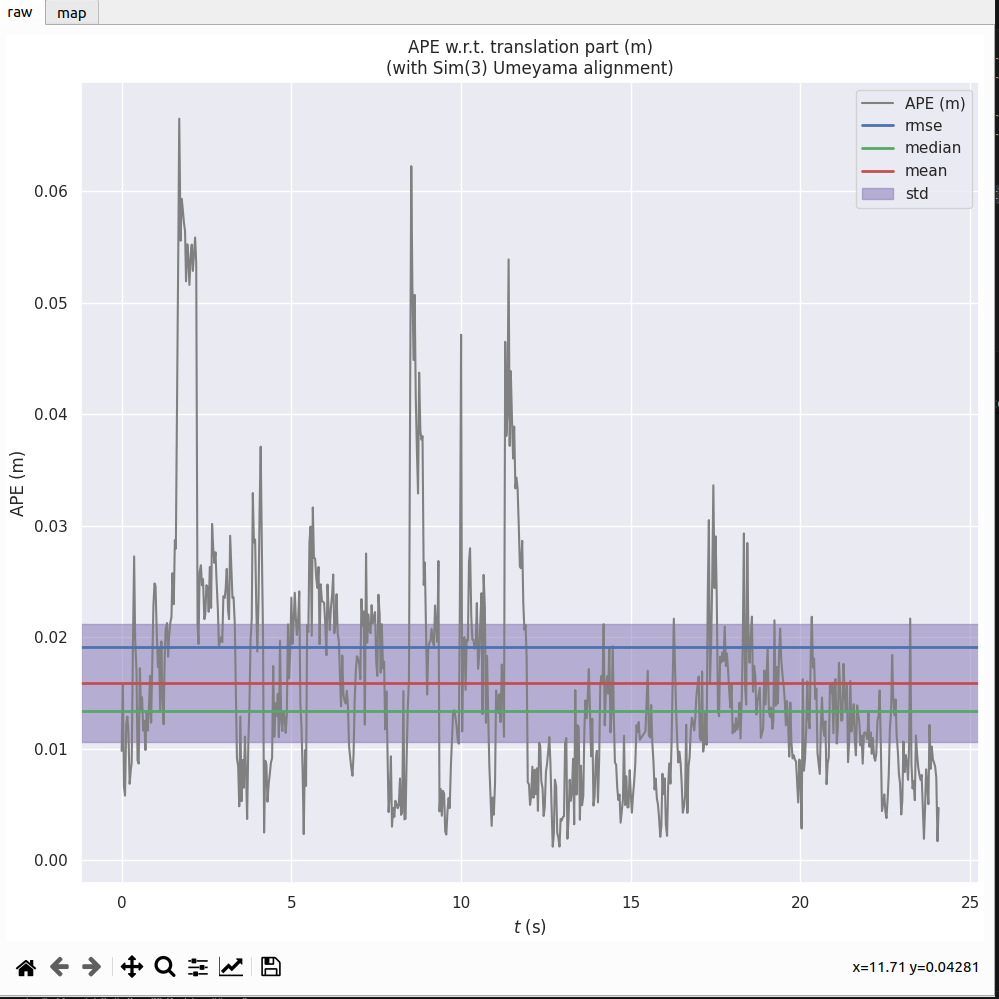 raw
map
APE w.r.t. translation part (m)
(with Sim(3) Umeyama alignment)
APE (m)
rmse
median
mean
std
APE (m)
0.06
0.05
0.04
0.03
0.02
0.01
0.00
0
5
10
15
20
25
t (s)
x=11.71 y=0.04281